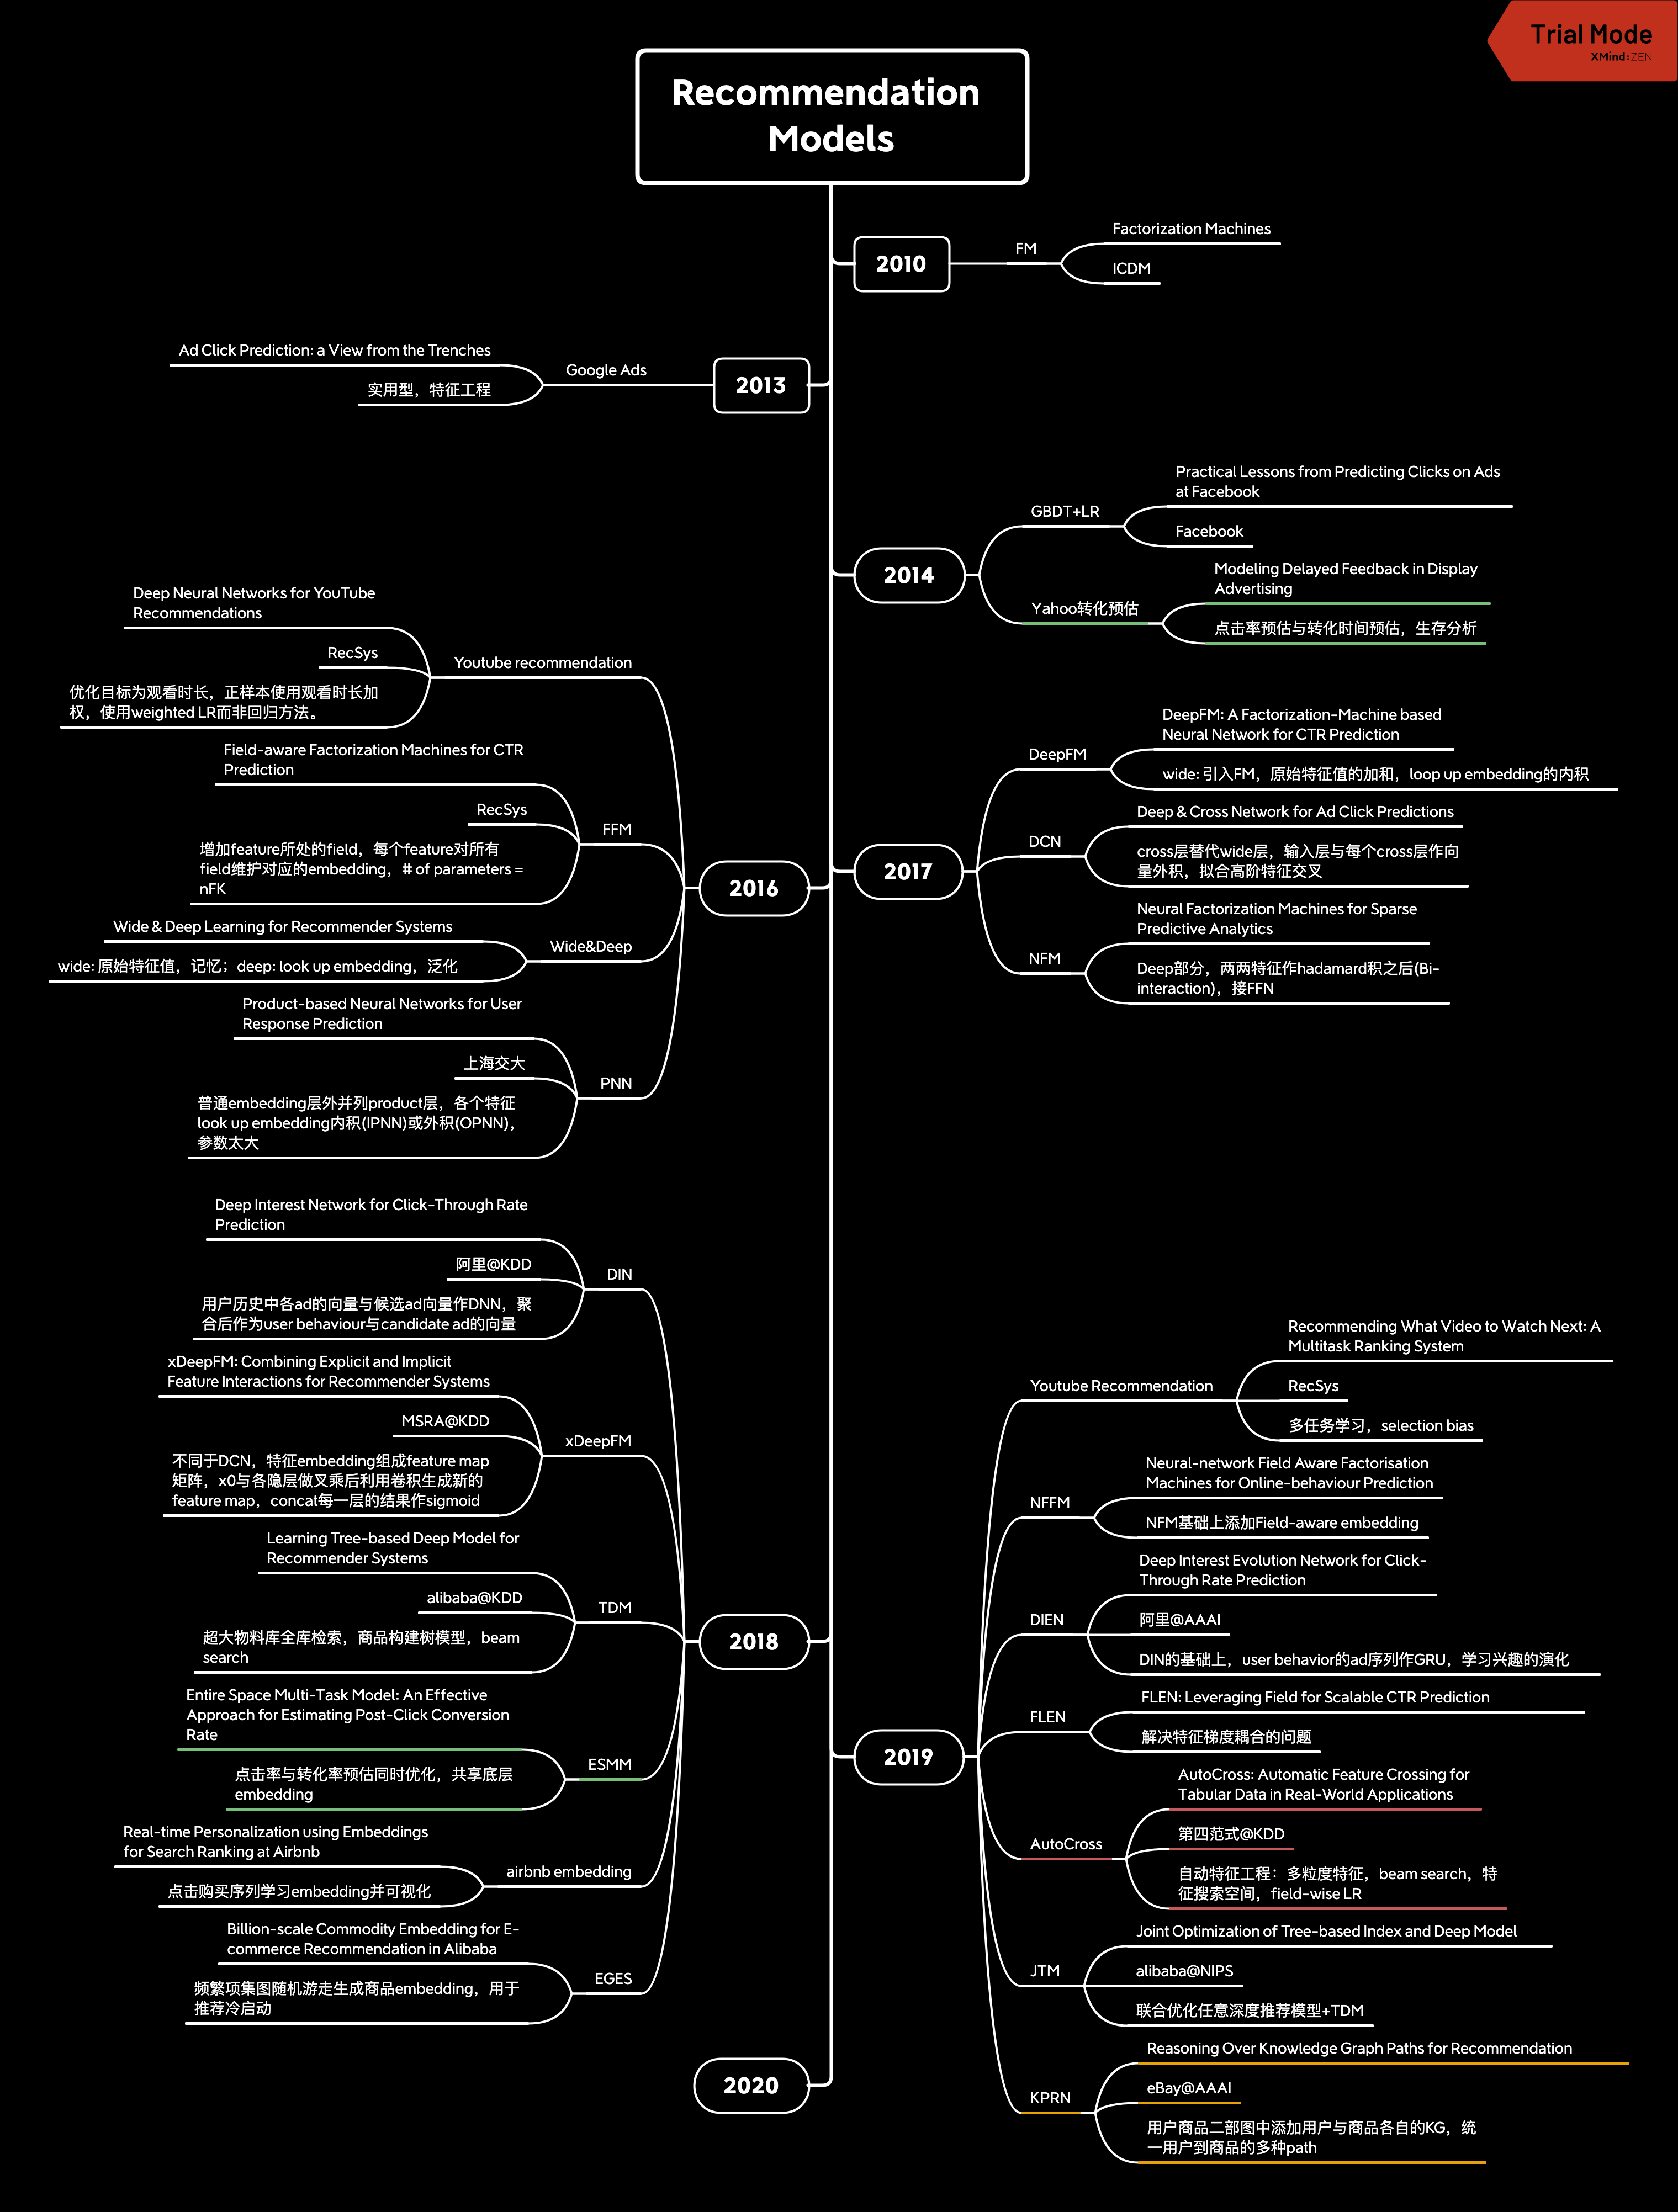 Trial Mode
XMind:ZEN
Recommendation
Models
2010
FM
Factorization Machines
ICDM
2013
Google Ads
Ad Click Prediction: a View from the Trenches
实用型，特征工程
2014
GBDT+LR
Practical Lessons from Predicting Clicks on Ads
at Facebook
Facebook
Yahoo转化预估
Modeling Delayed Feedback in Display
Advertising
点击率预估与转化时间预估，生存分析
2016
Youtube recommendation
Deep Neural Networks for YouTube
Recommendations
RecSys
优化目标为观看时长，正样本使用观看时长加
权，使用weighted LR而非回归方法。
FFM
Field-aware Factorization Machines for CTR
Prediction
RecSys
增加feature所处的field，每个feature对所有
field维护对应的embedding，# of parameters =
nFK
Wide&Deep
Wide & Deep Learning for Recommender Systems
wide: 原始特征值，记忆；deep: look up embedding，泛化
PNN
Product-based Neural Networks for User
Response Prediction
上海交大
普通embedding层外并列product层，各个特征
look up embedding内积(IPNN)或外积(OPNN)，
参数太大
2017
DeepFM
DeepFM: A Factorization-Machine based
Neural Network for CTR Prediction
wide: 引入FM，原始特征值的加和，loop up embedding的内积
DCN
Deep & Cross Network for Ad Click Predictions
cross层替代wide层，输入层与每个cross层作向
量外积，拟合高阶特征交叉
NFM
Neural Factorization Machines for Sparse
Predictive Analytics
Deep部分，两两特征作hadamard积之后(Bi-
interaction)，接FFN
2018
DIN
Deep Interest Network for Click-Through Rate
Prediction
阿里@KDD
用户历史中各ad的向量与候选ad向量作DNN，聚
合后作为user behaviour与candidate ad的向量
xDeepFM
xDeepFM: Combining Explicit and Implicit
Feature Interactions for Recommender Systems
MSRA@KDD
不同于DCN，特征embedding组成feature map
矩阵，x0与各隐层做叉乘后利用卷积生成新的
feature map，concat每一层的结果作sigmoid
TDM
Learning Tree-based Deep Model for
Recommender Systems
alibaba@KDD
超大物料库全库检索，商品构建树模型，beam
search
ESMM
Entire Space Multi-Task Model: An Effective
Approach for Estimating Post-Click Conversion
Rate
点击率与转化率预估同时优化，共享底层
embedding
airbnb embedding
Real-time Personalization using Embeddings
for Search Ranking at Airbnb
点击购买序列学习embedding并可视化
EGES
Billion-scale Commodity Embedding for E-
commerce Recommendation in Alibaba
频繁项集图随机游走生成商品embedding，用于
推荐冷启动
2019
Youtube Recommendation
Recommending What Video to Watch Next: A
Multitask Ranking System
RecSys
多任务学习，selection bias
NFFM
Neural-network Field Aware Factorisation
Machines for Online-behaviour Prediction
NFM基础上添加Field-aware embedding
DIEN
Deep Interest Evolution Network for Click-
Through Rate Prediction
阿里@AAAI
DIN的基础上，user behavior的ad序列作GRU，学习兴趣的演化
FLEN
FLEN: Leveraging Field for Scalable CTR Prediction
解决特征梯度耦合的问题
AutoCross
AutoCross: Automatic Feature Crossing for
Tabular Data in Real-World Applications
第四范式@KDD
自动特征工程：多粒度特征，beam search，特
征搜索空间，field-wise LR
JTM
Joint Optimization of Tree-based Index and Deep Model
alibaba@NIPS
联合优化任意深度推荐模型+TDM
KPRN
Reasoning Over Knowledge Graph Paths for Recommendation
eBay@AAAI
用户商品二部图中添加用户与商品各自的KG，统
一用户到商品的多种path
2020